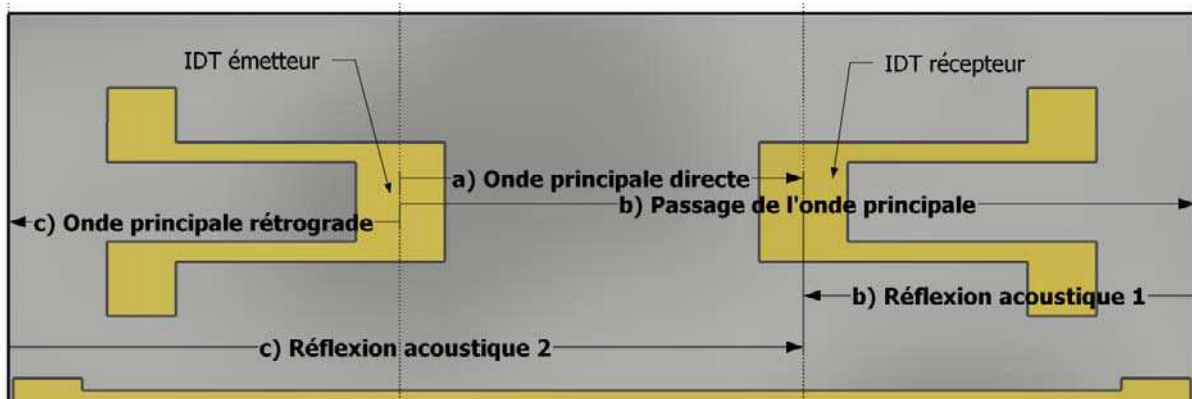 IDT émetteur
IDT récepteur
a) Onde principale directe
b) Passage de l'onde principale
c) Onde principale rétrograde
b) Réflexion acoustique 1
c) Réflexion acoustique 2